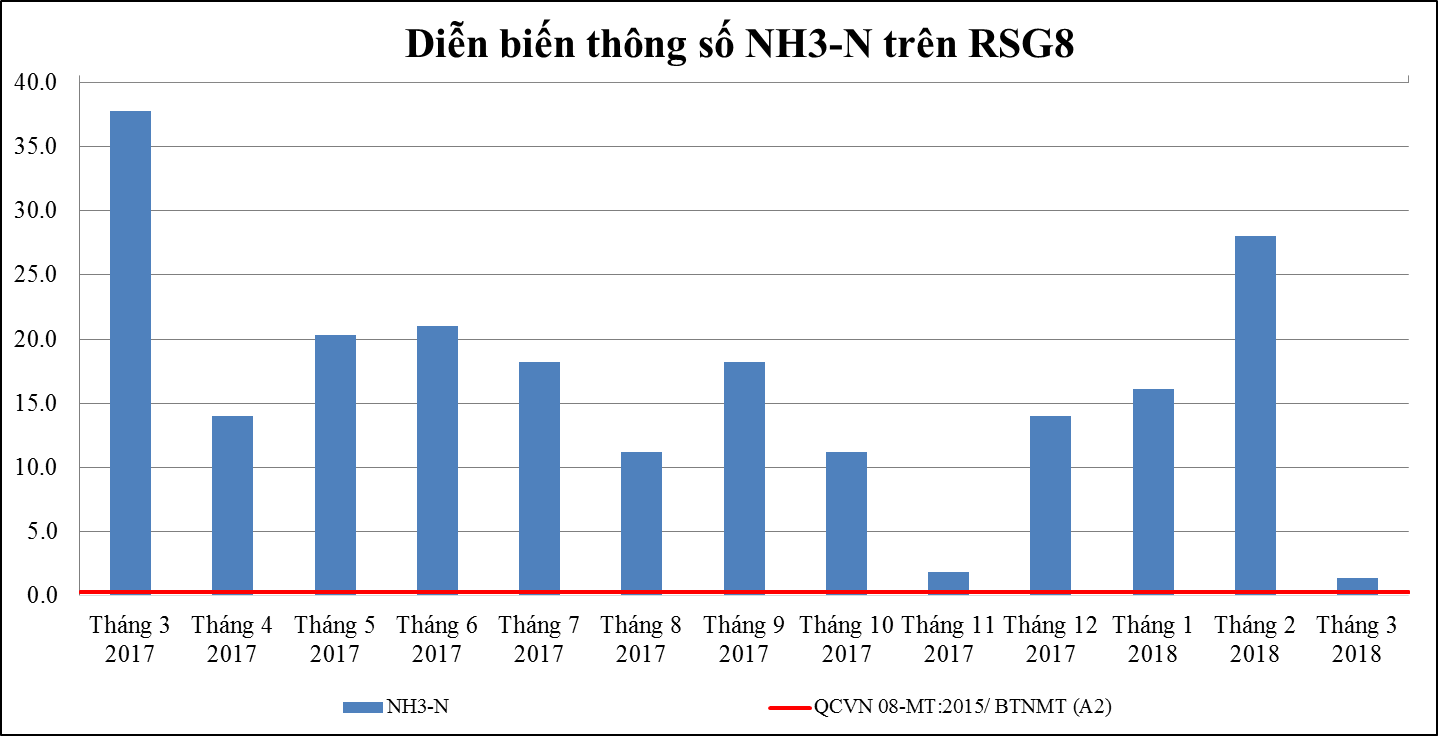 Diễn biến thông số NH3-N trên RSG8
40.0
35.0
30.0
25.0
20.0
15.0
10.0
5.0
0.0
Tháng 3 Tháng 4 Tháng 5 Tháng 6 Tháng 7 Tháng 8 Tháng 9 Tháng 10 Tháng 11 Tháng 12 Tháng 1 Tháng 2 Tháng 3
2017 2017 2017 2017 2017 2017 2017 2017 2017 2017 2018 2018 2018
NH3-N QCVN 08-MT:2015/ BTNMT (A2)